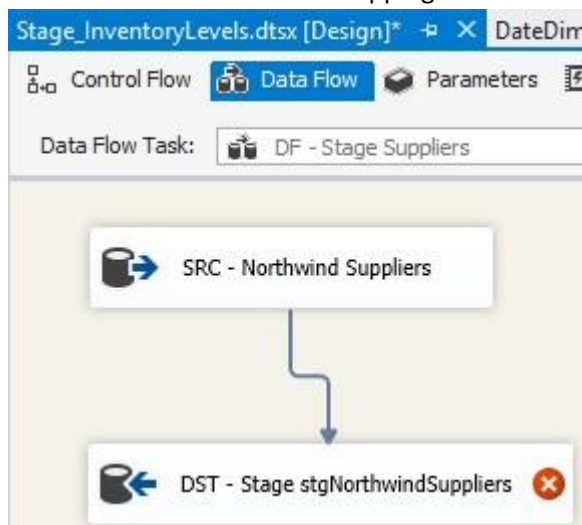 Stage_InventoryLevels.dtsx [Design]* DateDim
Control Flow Data Flow Parameters
Data Flow Task: DF - Stage Suppliers
SRC - Northwind Suppliers
DST - Stage stgNorthwindSuppliers